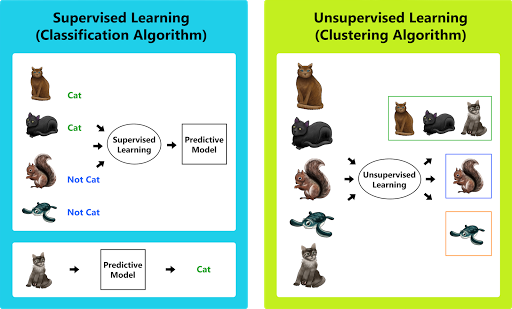 Supervised Learning
(Classification Algorithm)
Cat
Cat
Supervised
Learning
Predictive
Model
Not Cat
Not Cat
Predictive
Model
Cat
Unsupervised Learning
(Clustering Algorithm)
Unsupervised
Learning